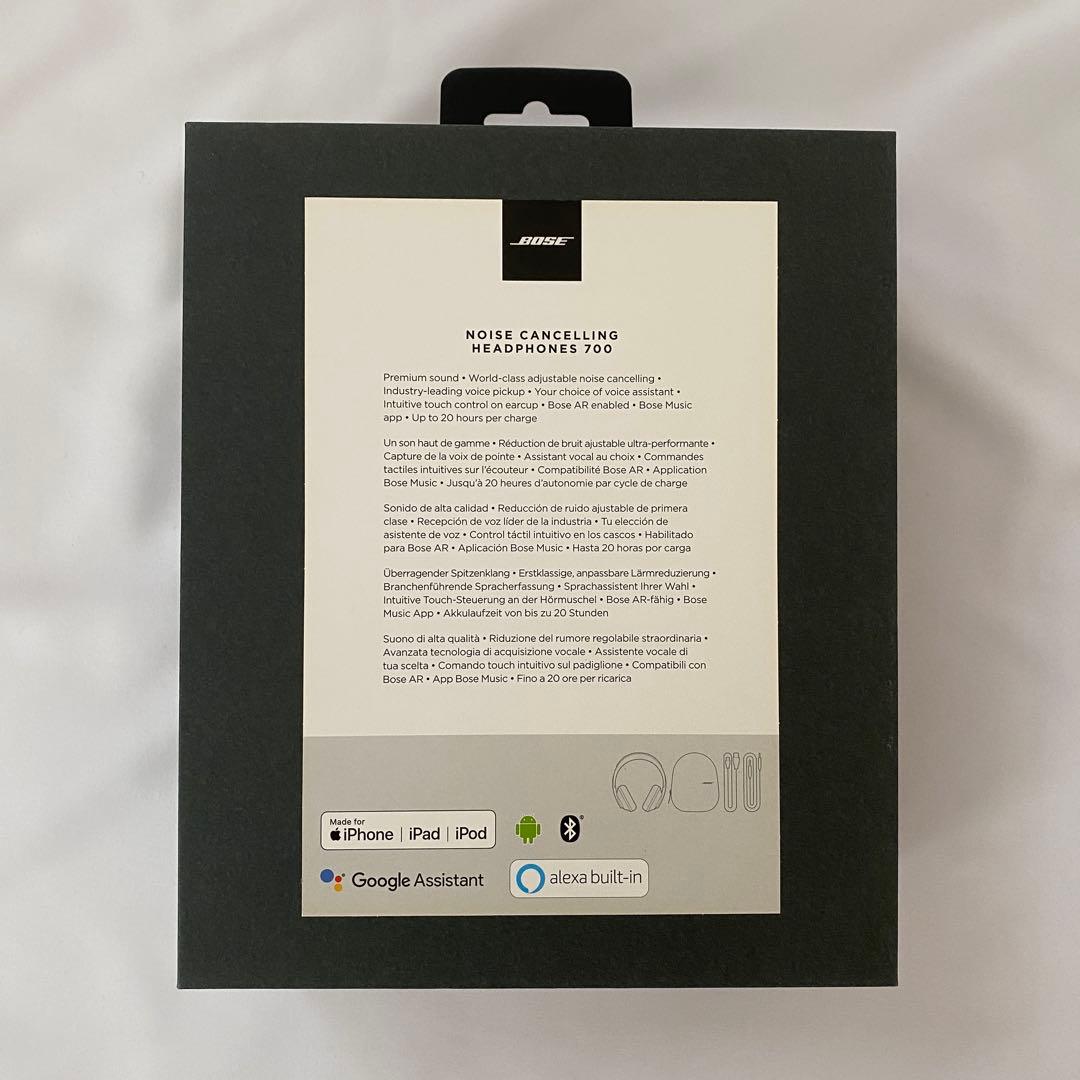 BOSE
NOISE CANCELLING
HEADPHONES 700
Premium sound • World-class adjustable noise cancelling •
Industry-leading voice pickup • Your choice of voice assistant •
Intuitive touch control on earcup • Bose AR enabled • Bose Music
app • Up to 20 hours per charge
Un son haut de gamme • Réduction de bruit ajustable ultra-performante •
Capture de la voix de pointe • Assistant vocal au choix • Commandes
tactiles intuitives sur l'écouteur • Compatibilité Bose AR • Application
Bose Music • Jusqu'à 20 heures d'autonomie par cycle de charge
Sonido de alta calidad • Reducción de ruido ajustable de primera
clase • Recepción de voz líder de la industria • Tu elección de
asistente de voz • Control táctil intuitivo en los cascos • Habilitado
para Bose AR • Aplicación Bose Music • Hasta 20 horas por carga
Überragender Spitzenklang • Erstklassige, anpassbare Lärmreduzierung •
Branchenführende Spracherfassung • Sprachassistent Ihrer Wahl •
Intuitive Touch-Steuerung an der Hörmuschel • Bose AR-fähig • Bose
Music App • Akkulaufzeit von bis zu 20 Stunden
Suono di alta qualità • Riduzione del rumore regolabile straordinaria •
Avanzata tecnologia di acquisizione vocale • Assistente vocale di
tua scelta • Comando touch intuitivo sul padiglione • Compatibili con
Bose AR • App Bose Music • Fino a 20 ore per ricarica
Made for
iPhone | iPad | iPod
Google Assistant
alexa built-in